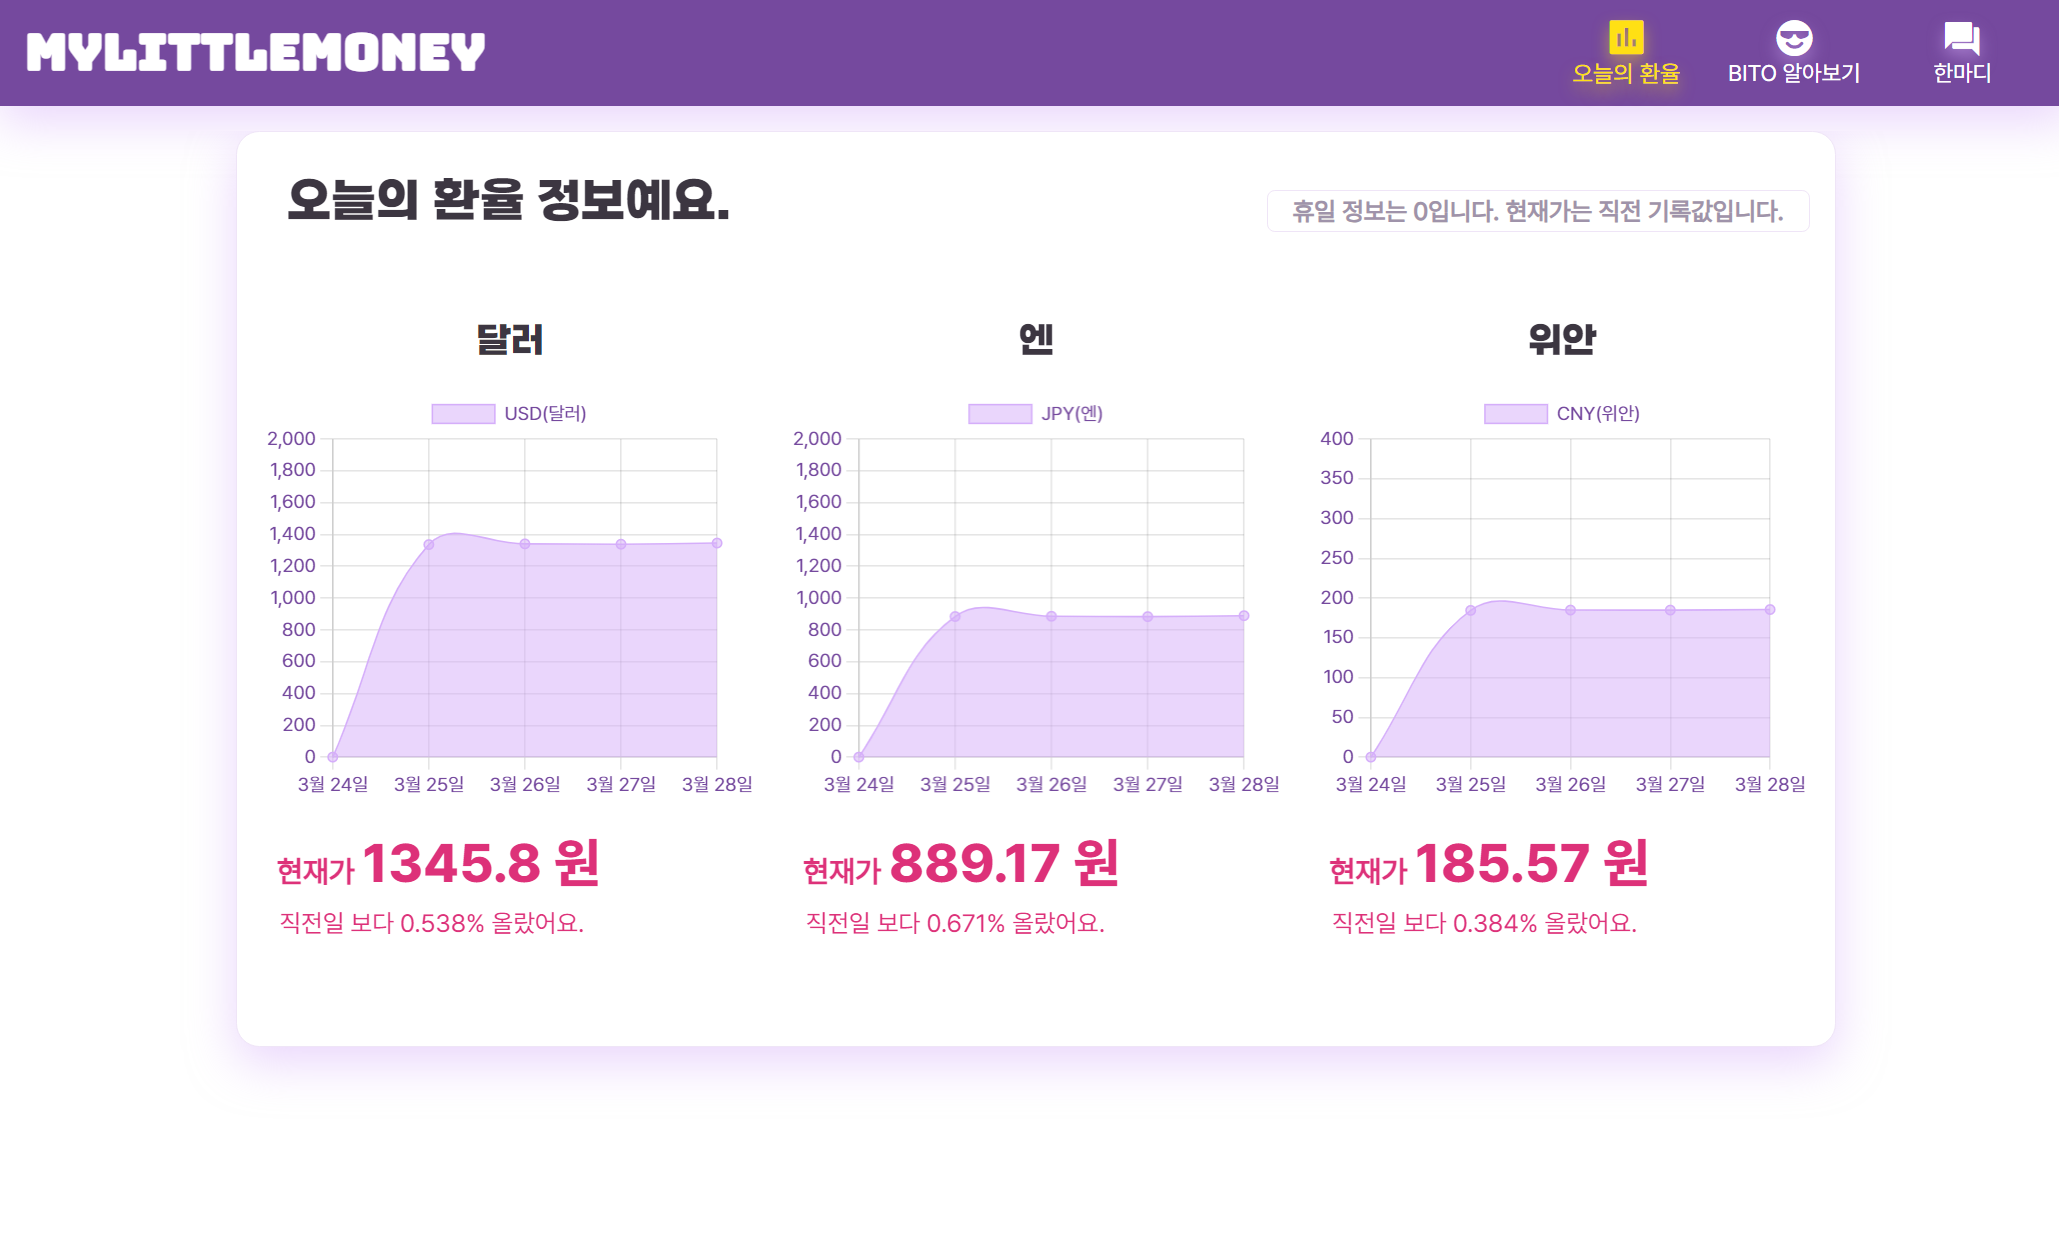 MYLITTLEMONEY
오늘의 환율
BITO 알아보기
한마디
오늘의 환율 정보예요.
휴일 정보는 0입니다. 현재가는 직전 기록값입니다.
달러
USD(달러)
2,000
1,800
1,600
1,400
1,200
1,000
800
600
400
200
0
3월 24일 3월 25일 3월 26일 3월 27일 3월 28일
현재가 1345.8 원
직전일 보다 0.538% 올랐어요.
엔
JPY(엔)
2,000
1,800
1,600
1,400
1,200
1,000
800
600
400
200
0
3월 24일 3월 25일 3월 26일 3월 27일 3월 28일
현재가 889.17 원
직전일 보다 0.671% 올랐어요.
위안
CNY(위안)
400
350
300
250
200
150
100
50
0
3월 24일 3월 25일 3월 26일 3월 27일 3월 28일
현재가 185.57 원
직전일 보다 0.384% 올랐어요.